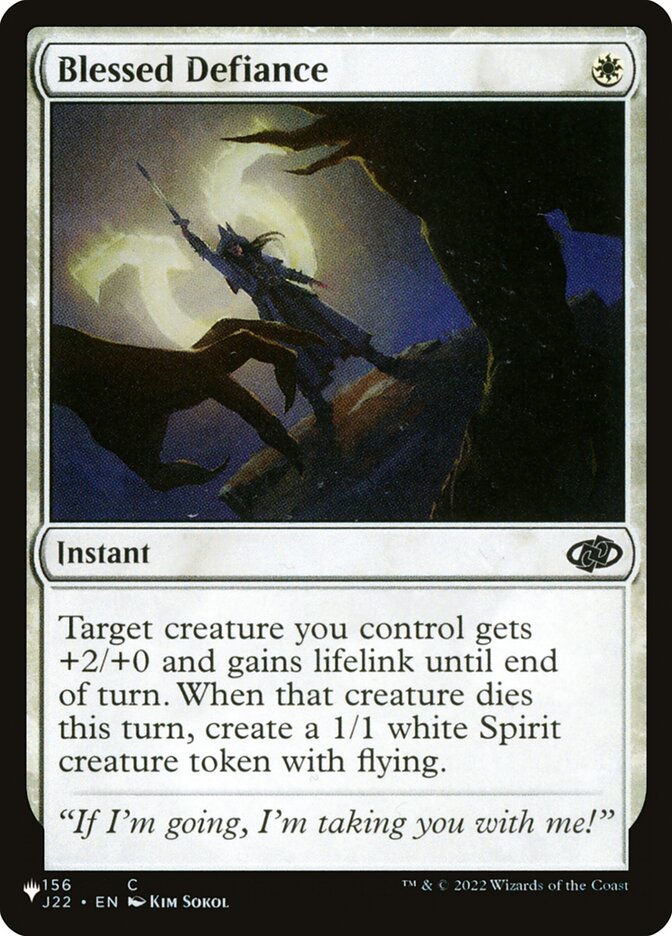 Blessed Defiance
Instant
Target creature you control gets
+2/+0 and gains lifelink until end
of turn. When that creature dies
this turn, create a 1/1 white Spirit
creature token with flying.
“If I’m going, I’m taking you with me!”
156 C
J22 • EN Kim Sokol
™ & © 2022 Wizards of the Coast